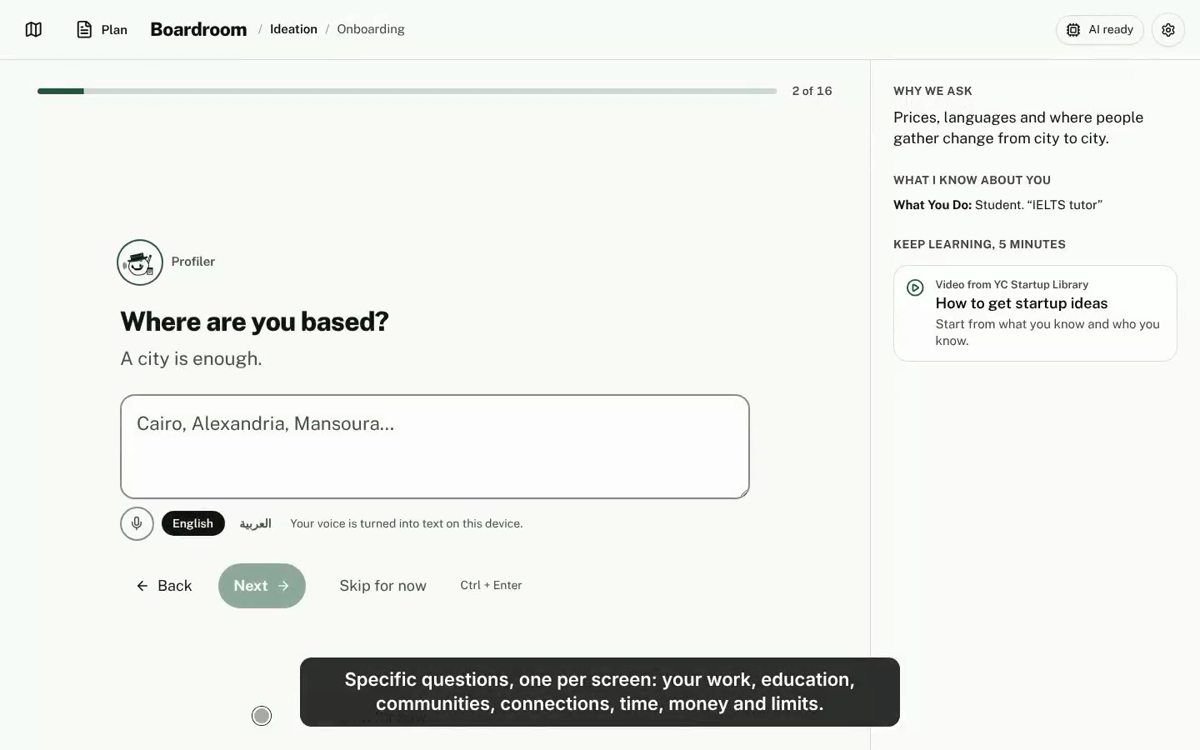 Plan
Boardroom / Ideation / Onboarding
AI ready
2 of 16
Profiler
Where are you based?
A city is enough.
Cairo, Alexandria, Mansoura...
English
العربية
Your voice is turned into text on this device.
Back
Next
Skip for now
Ctrl + Enter
WHY WE ASK
Prices, languages and where people
gather change from city to city.
WHAT I KNOW ABOUT YOU
What You Do: Student. “IELTS tutor”
KEEP LEARNING, 5 MINUTES
Video from YC Startup Library
How to get startup ideas
Start from what you know and who you
know.
Specific questions, one per screen: your work, education,
communities, connections, time, money and limits.